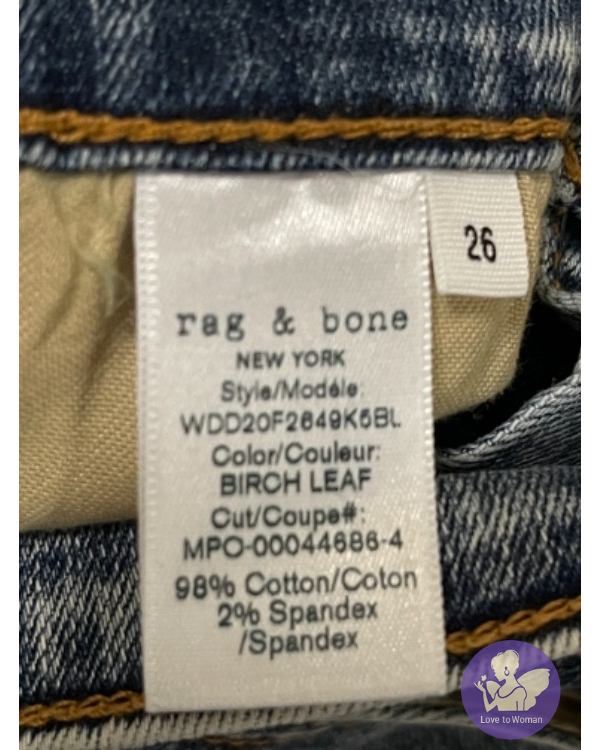 26
rag & bone
NEW YORK
Style/Modéle:
WDD20F2649K5BL
Color/Couleur:
BIRCH LEAF
Cut/Coupe#:
MPO-00044686-4
98% Cotton/Coton
2% Spandex
/Spandex
Love to Woman